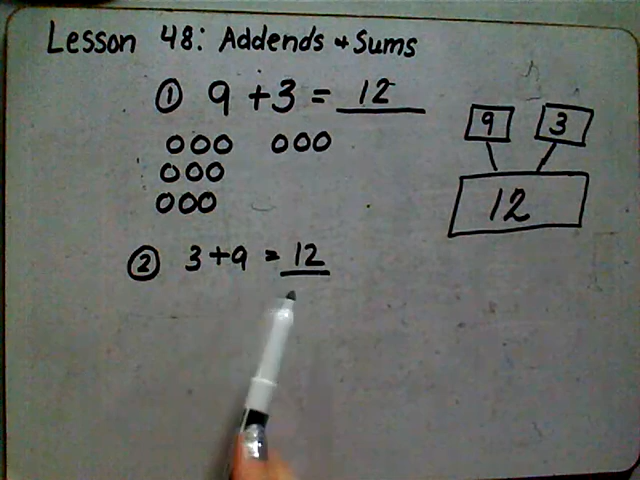 Lesson 48: Addends + Sums
① 9 + 3 = 12
9 3
12
② 3 + 9 = 12